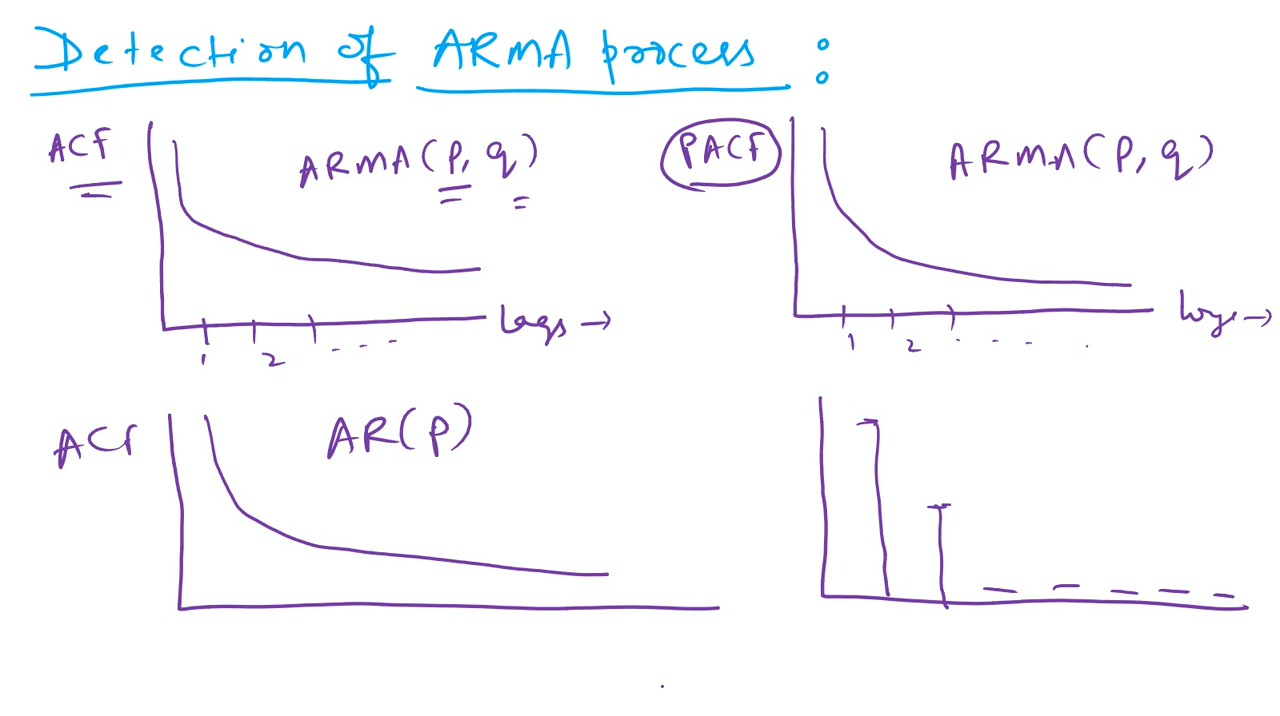 Detection of ARMA process :
ACF ARMA(p, q) PACF ARMA(p, q)
lags →
1 2 - - - -
lags →
1 2 . . . .
ACF AR(p)